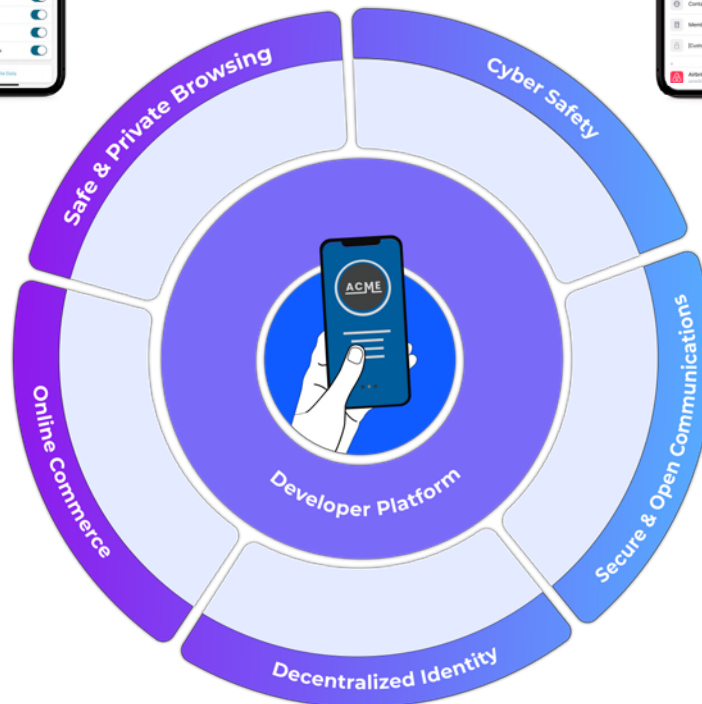 Safe & Private Browsing
Cyber Safety
Secure & Open Communications
Decentralized Identity
Online Commerce
ACME
Developer Platform